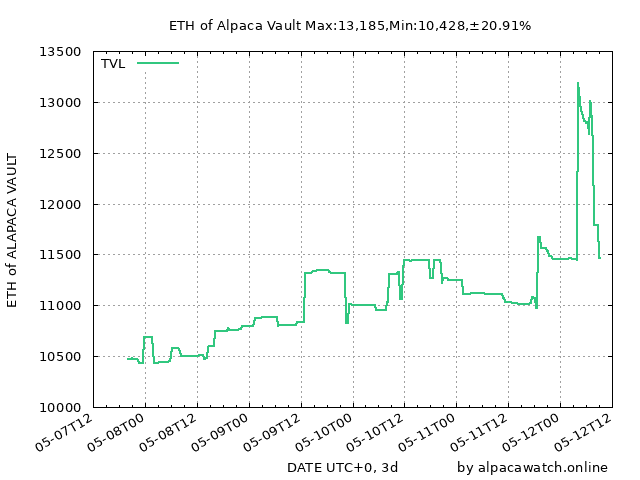 ETH of Alpaca Vault Max:13,185,Min:10,428,±20.91%
TVL
13500
13000
12500
12000
11500
11000
10500
10000
ETH of ALAPACA VAULT
05-07T12
05-08T00
05-08T12
05-09T00
05-09T12
05-10T00
05-10T12
05-11T00
05-11T12
05-12T00
05-12T12
DATE UTC+0, 3d
by alpacawatch.online